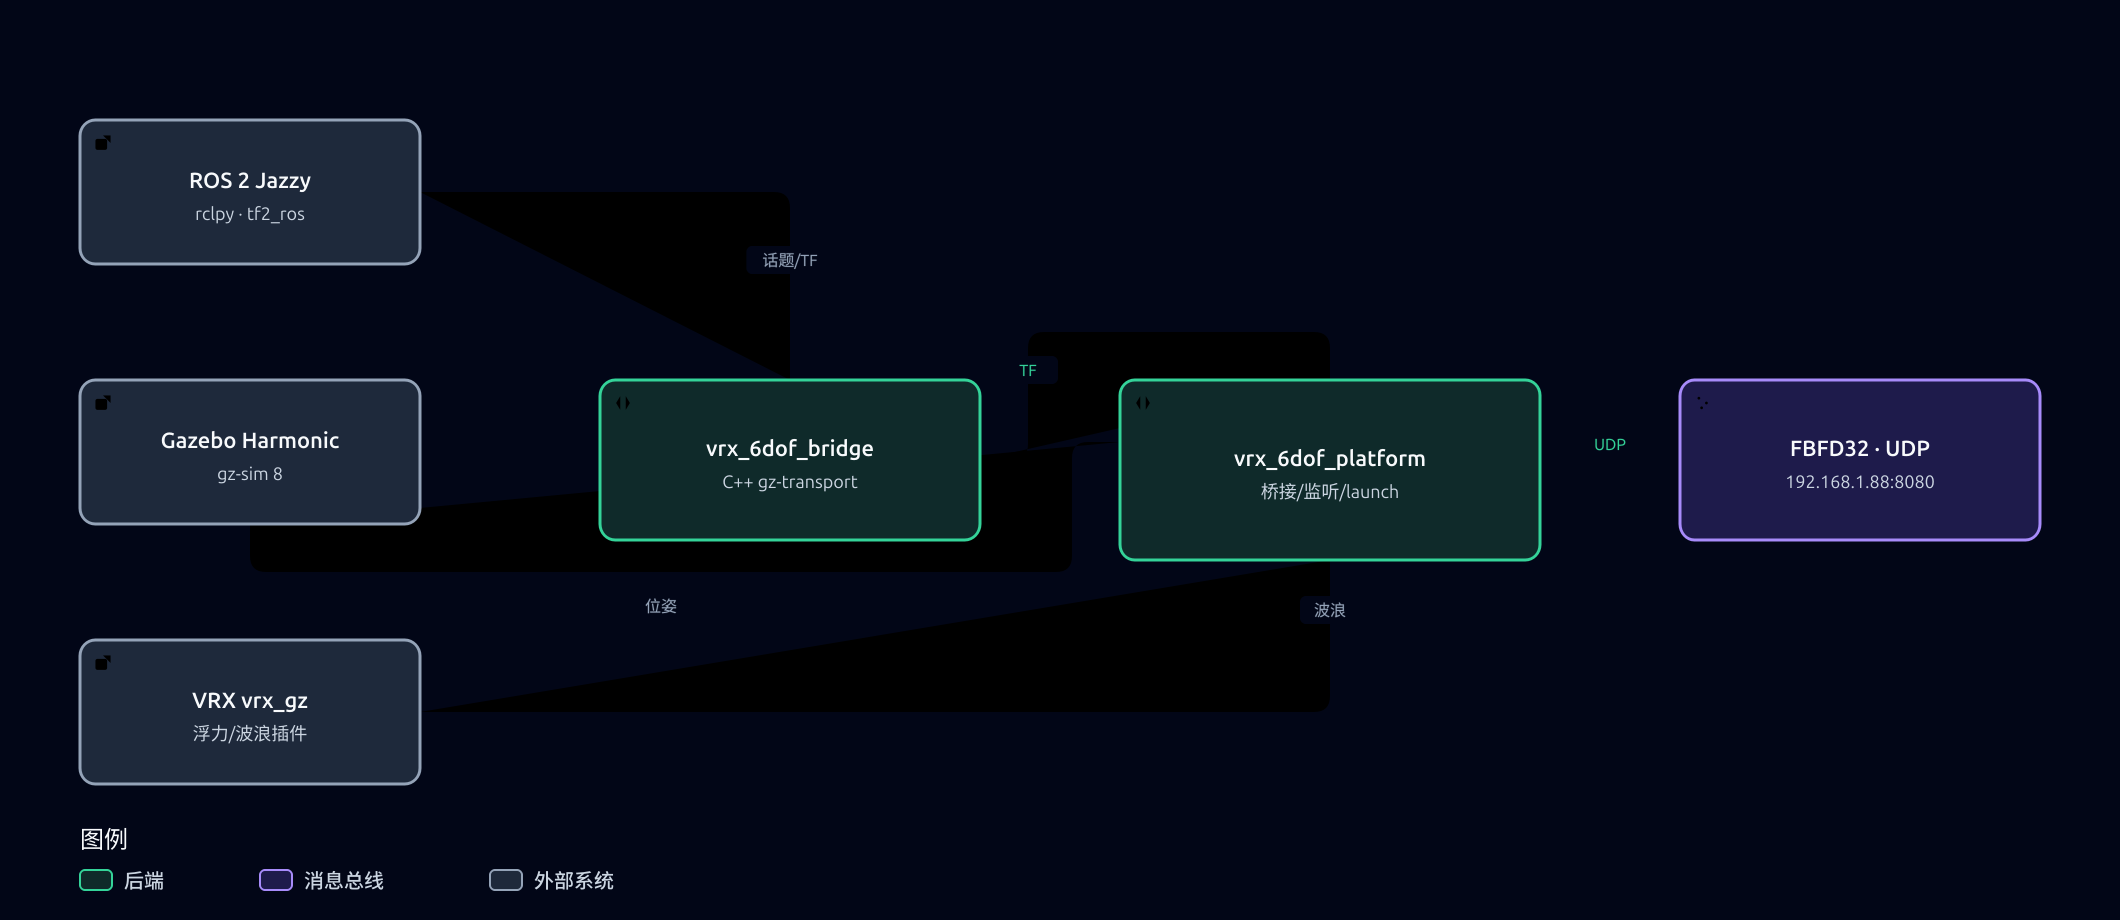 ROS 2 Jazzy
rclpy · tf2_ros
话题/TF
TF
Gazebo Harmonic
gz-sim 8
vrx_6dof_bridge
C++ gz-transport
vrx_6dof_platform
桥接/监听/launch
UDP
FBFD32 · UDP
192.168.1.88:8080
位姿
波浪
VRX vrx_gz
浮力/波浪插件
图例
后端
消息总线
外部系统